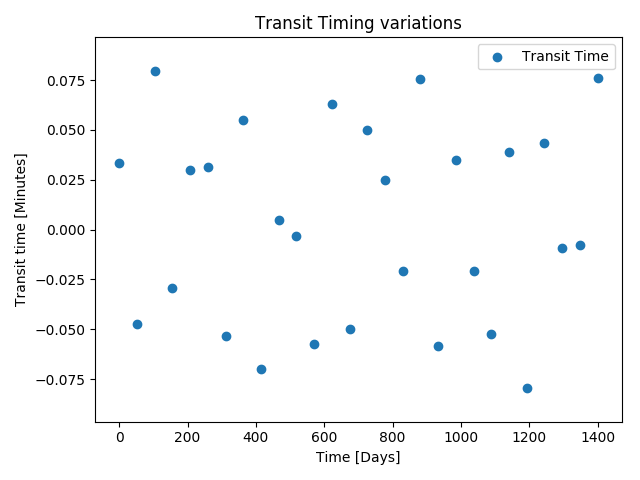 Transit Timing variations
Transit Time
0.075
0.050
0.025
0.000
−0.025
−0.050
−0.075
Transit time [Minutes]
0 200 400 600 800 1000 1200 1400
Time [Days]